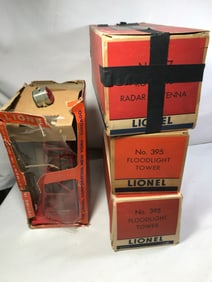 RADAR ANTENNA
LIONEL
No. 395
FLOODLIGHT
TOWER
LIONEL
No. 395
FLOODLIGHT
TOWER
LIONEL